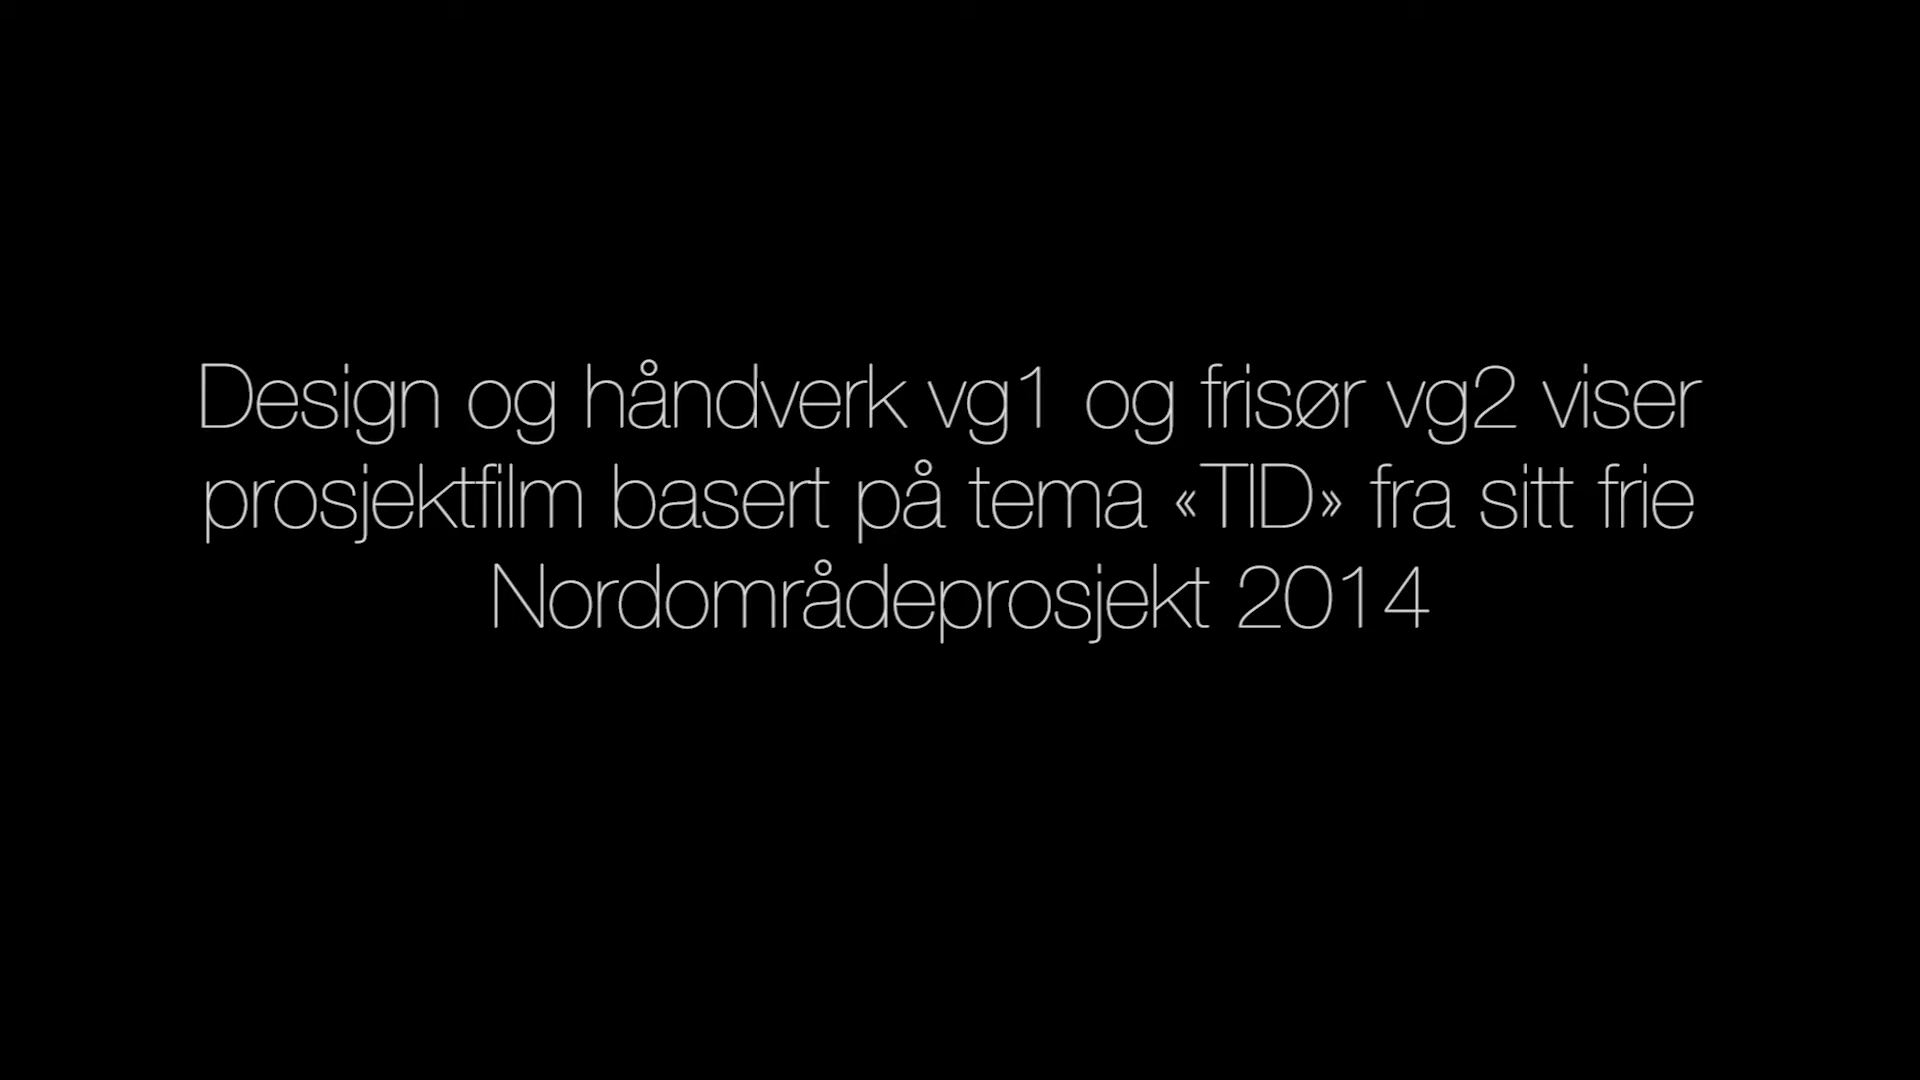 Design og håndverk vg1 og frisør vg2 viser
prosjektfilm basert på tema «TID» fra sitt frie
Nordområdeprosjekt 2014